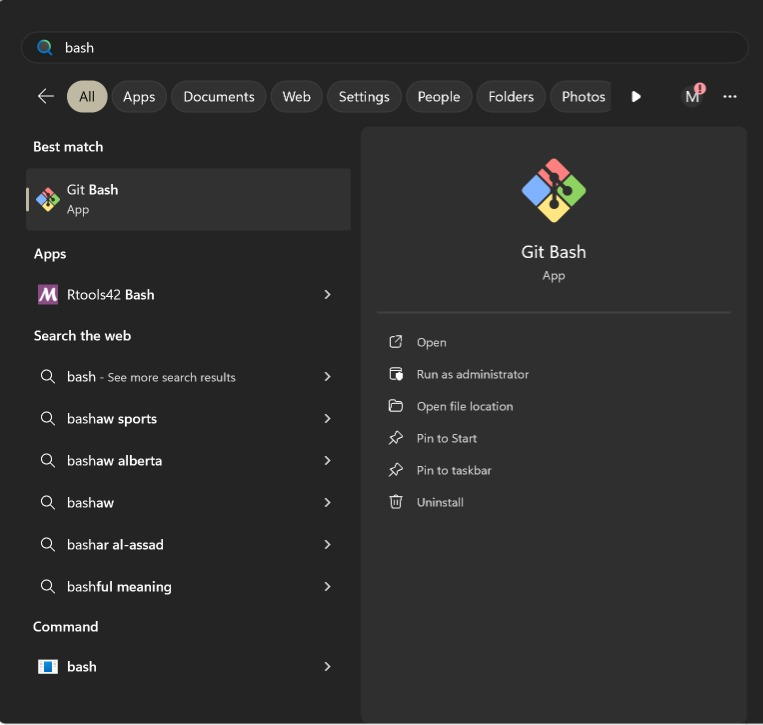 bash
All Apps Documents Web Settings People Folders Photos M
Best match
Git Bash
App
Apps
Rtools42 Bash
Search the web
bash - See more search results
bashaw sports
bashaw alberta
bashaw
bashar al-assad
bashful meaning
Command
bash
Git Bash
App
Open
Run as administrator
Open file location
Pin to Start
Pin to taskbar
Uninstall